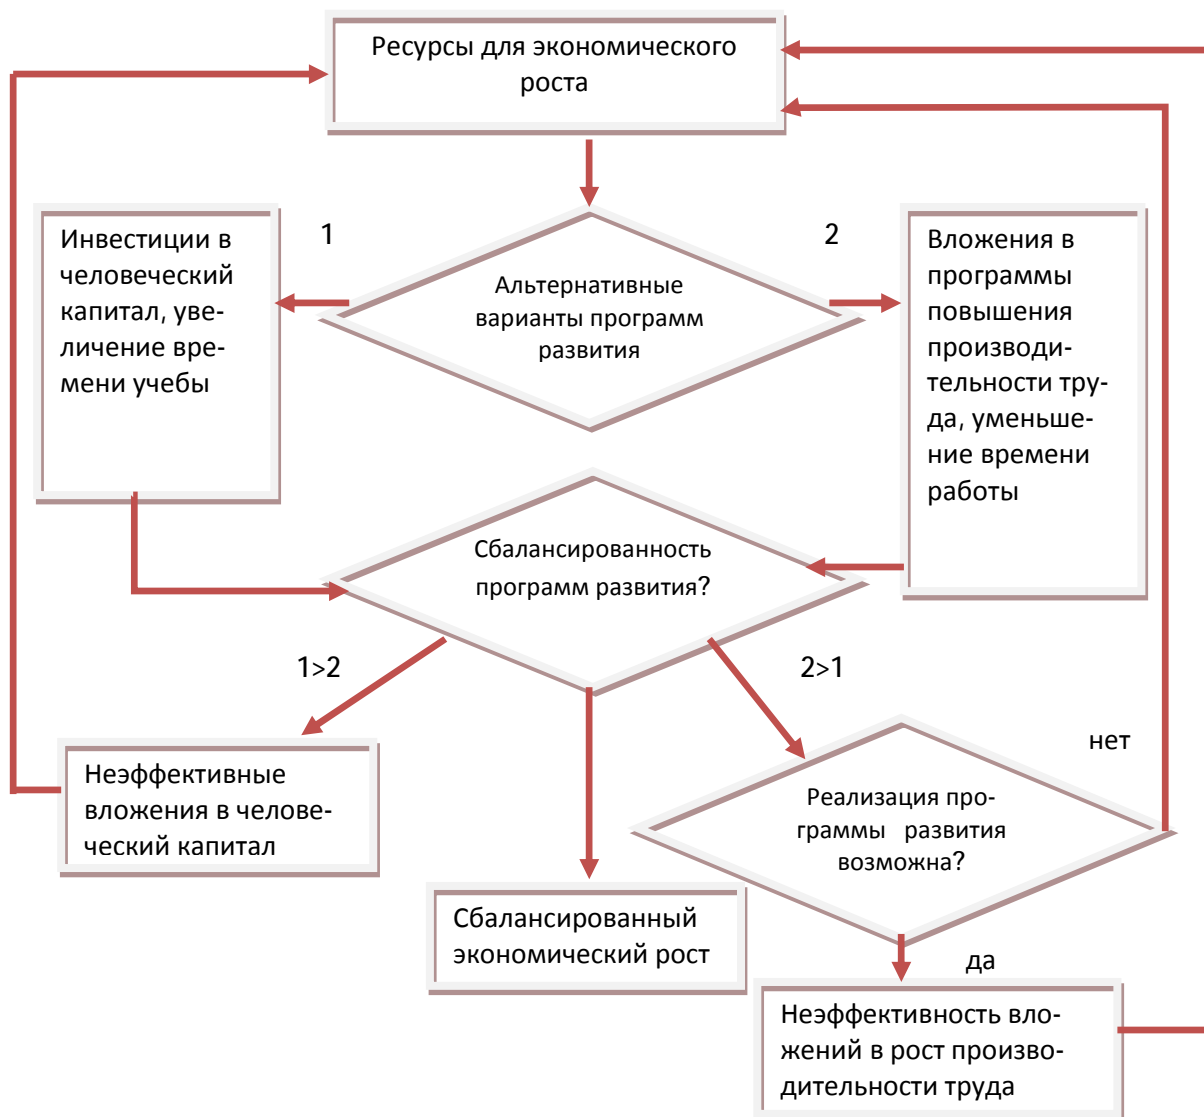 Ресурсы для экономического
роста
1
2
Инвестиции в
человеческий
капитал, уве-
личение вре-
мени учебы
Альтернативные
варианты программ
развития
Вложения в
программы
повышения
производи-
тельности тру-
да, уменьше-
ние времени
работы
Сбалансированность
программ развития?
1>2
2>1
нет
Неэффективные
вложения в челове-
ческий капитал
Реализация про-
граммы развития
возможна?
Сбалансированный
экономический рост
да
Неэффективность вло-
жений в рост произво-
дительности труда